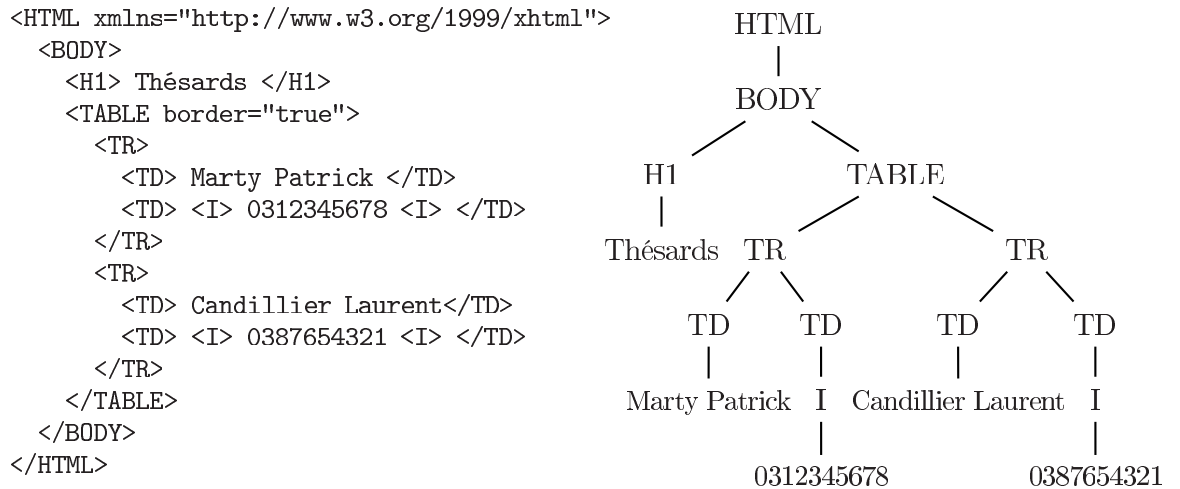 <HTML xmlns="http://www.w3.org/1999/xhtml">
<BODY>
<H1> Thésards </H1>
<TABLE border="true">
<TR>
<TD> Marty Patrick </TD>
<TD> <I> 0312345678 <I> </TD>
</TR>
<TR>
<TD> Candillier Laurent</TD>
<TD> <I> 0387654321 <I> </TD>
</TR>
</TABLE>
</BODY>
</HTML>
HTML
BODY
H1 TABLE
Thésards TR TR
TD TD TD TD
Marty Patrick I Candillier Laurent I
0312345678 0387654321